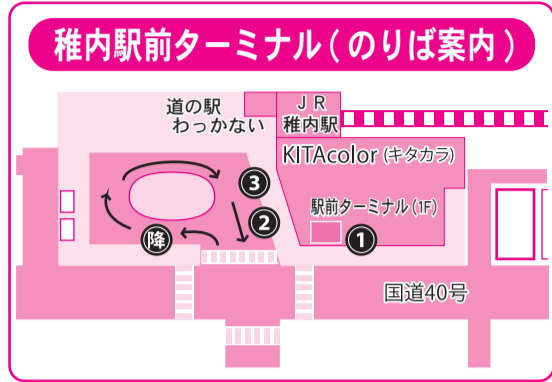 稚内駅前ターミナル(のりば案内)
道の駅
わっかない
JR
稚内駅
KITAcolor (キタカラ)
駅前ターミナル(1F)
3
2
1
降
国道40号